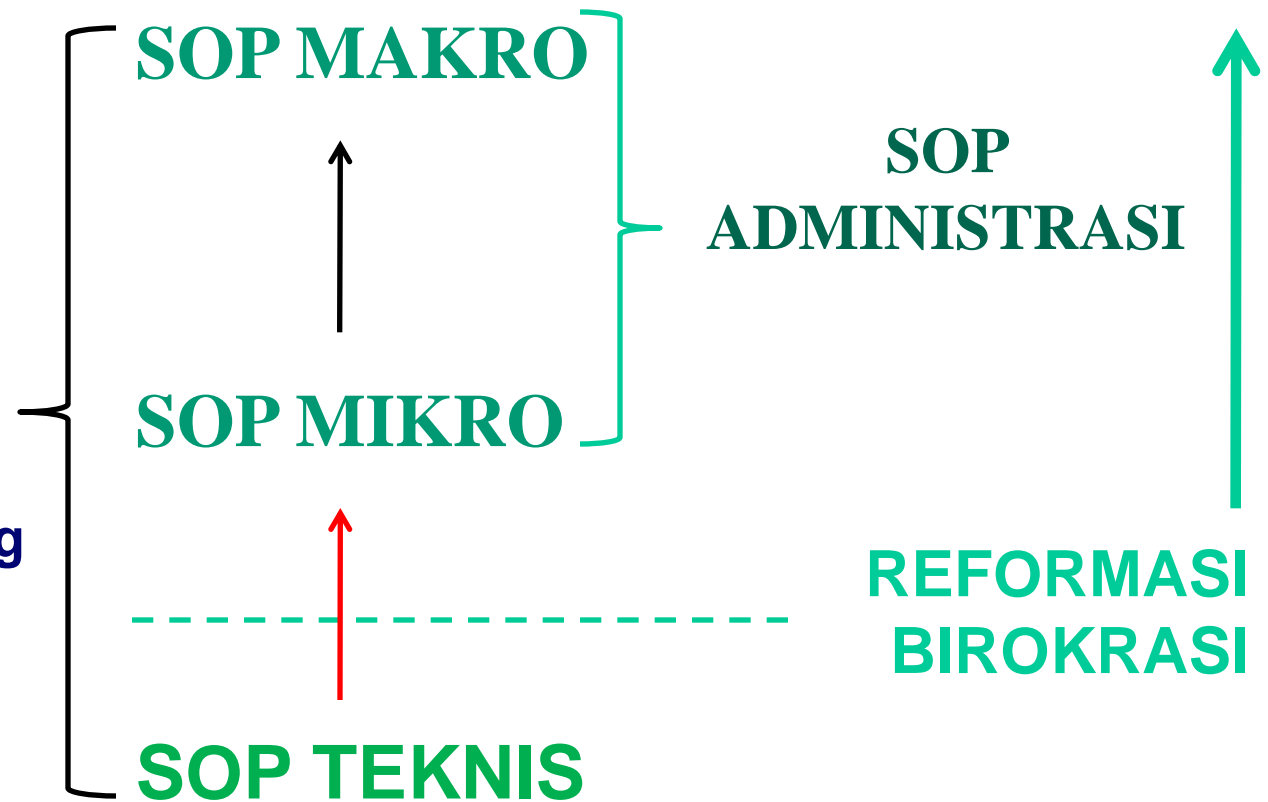 SOP MAKRO
SOP
ADMINISTRASI
SOP MIKRO
g
REFORMASI
BIROKRASI
SOP TEKNIS